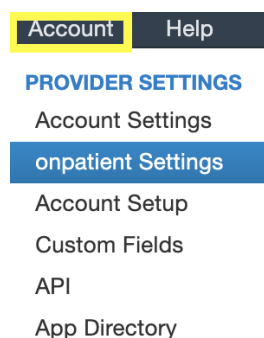 Account Help
PROVIDER SETTINGS
Account Settings
onpatient Settings
Account Setup
Custom Fields
API
App Directory